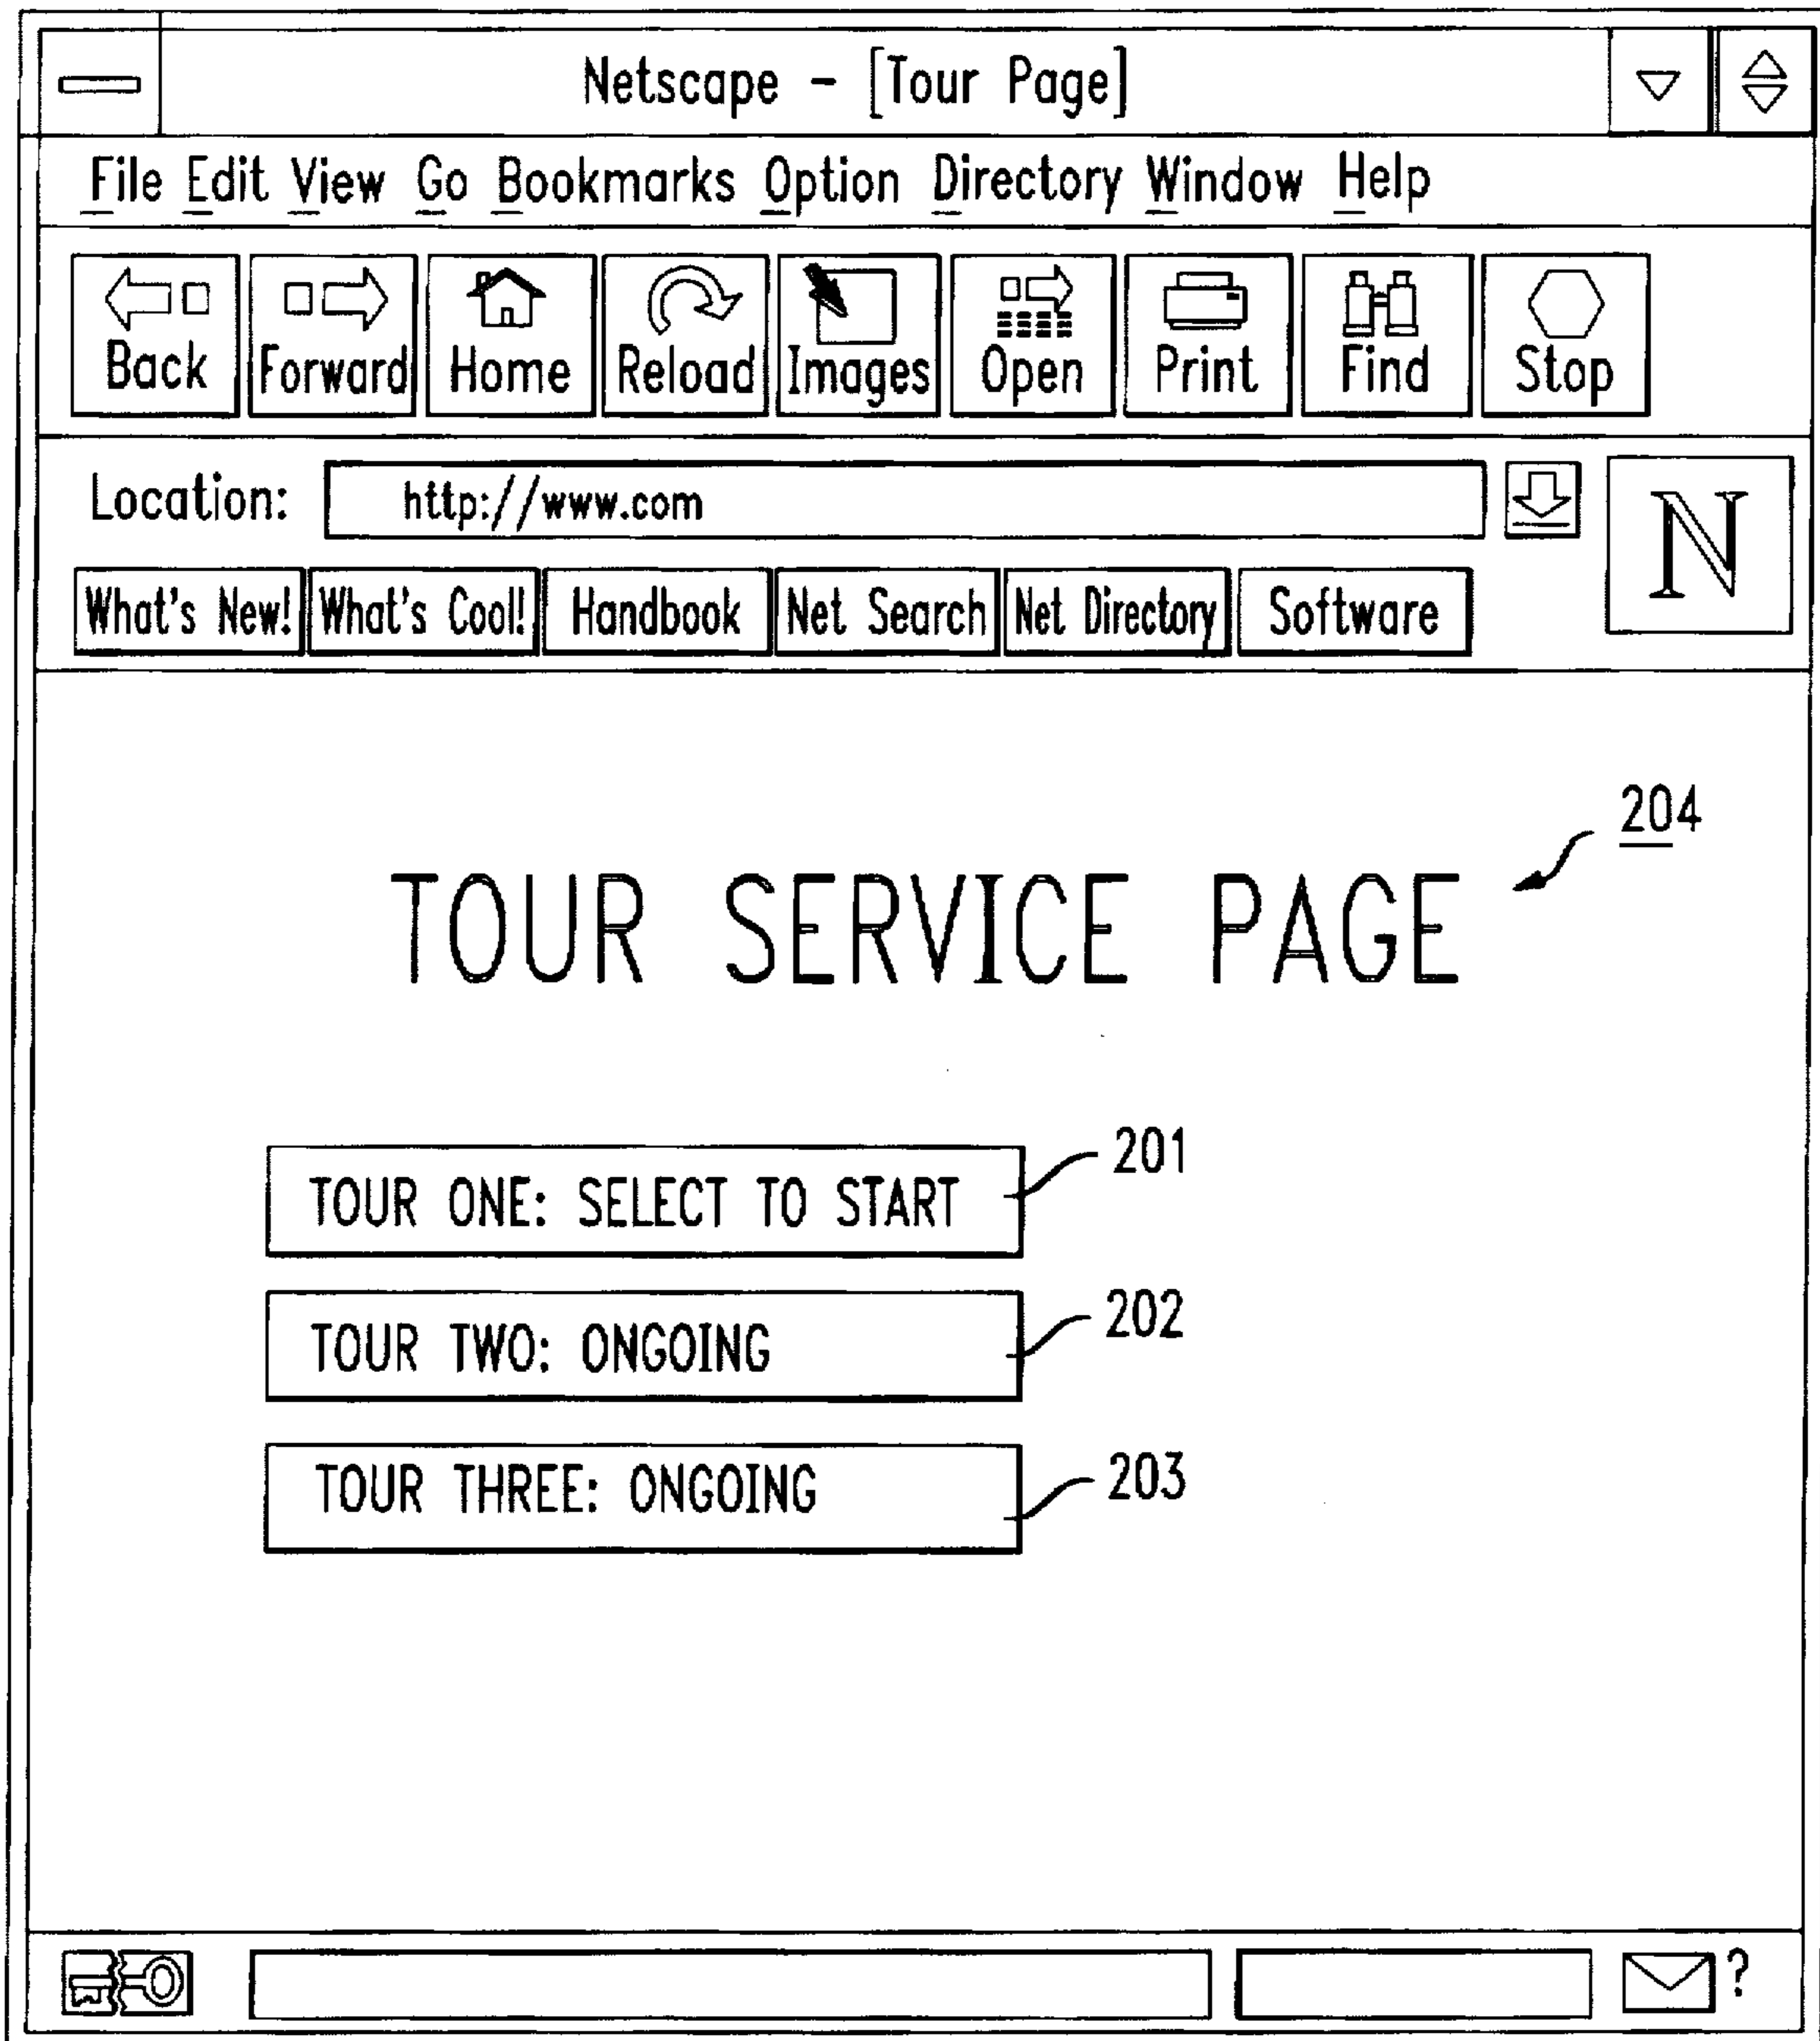 Netscape - [Tour Page]
File Edit View Go Bookmarks Option Directory Window Help
Back Forward Home Reload Images Open Print Find Stop
Location: http://www.com
N
What's New! What's Cool! Handbook Net Search Net Directory Software
204
TOUR SERVICE PAGE
TOUR ONE: SELECT TO START 201
TOUR TWO: ONGOING 202
TOUR THREE: ONGOING 203
?